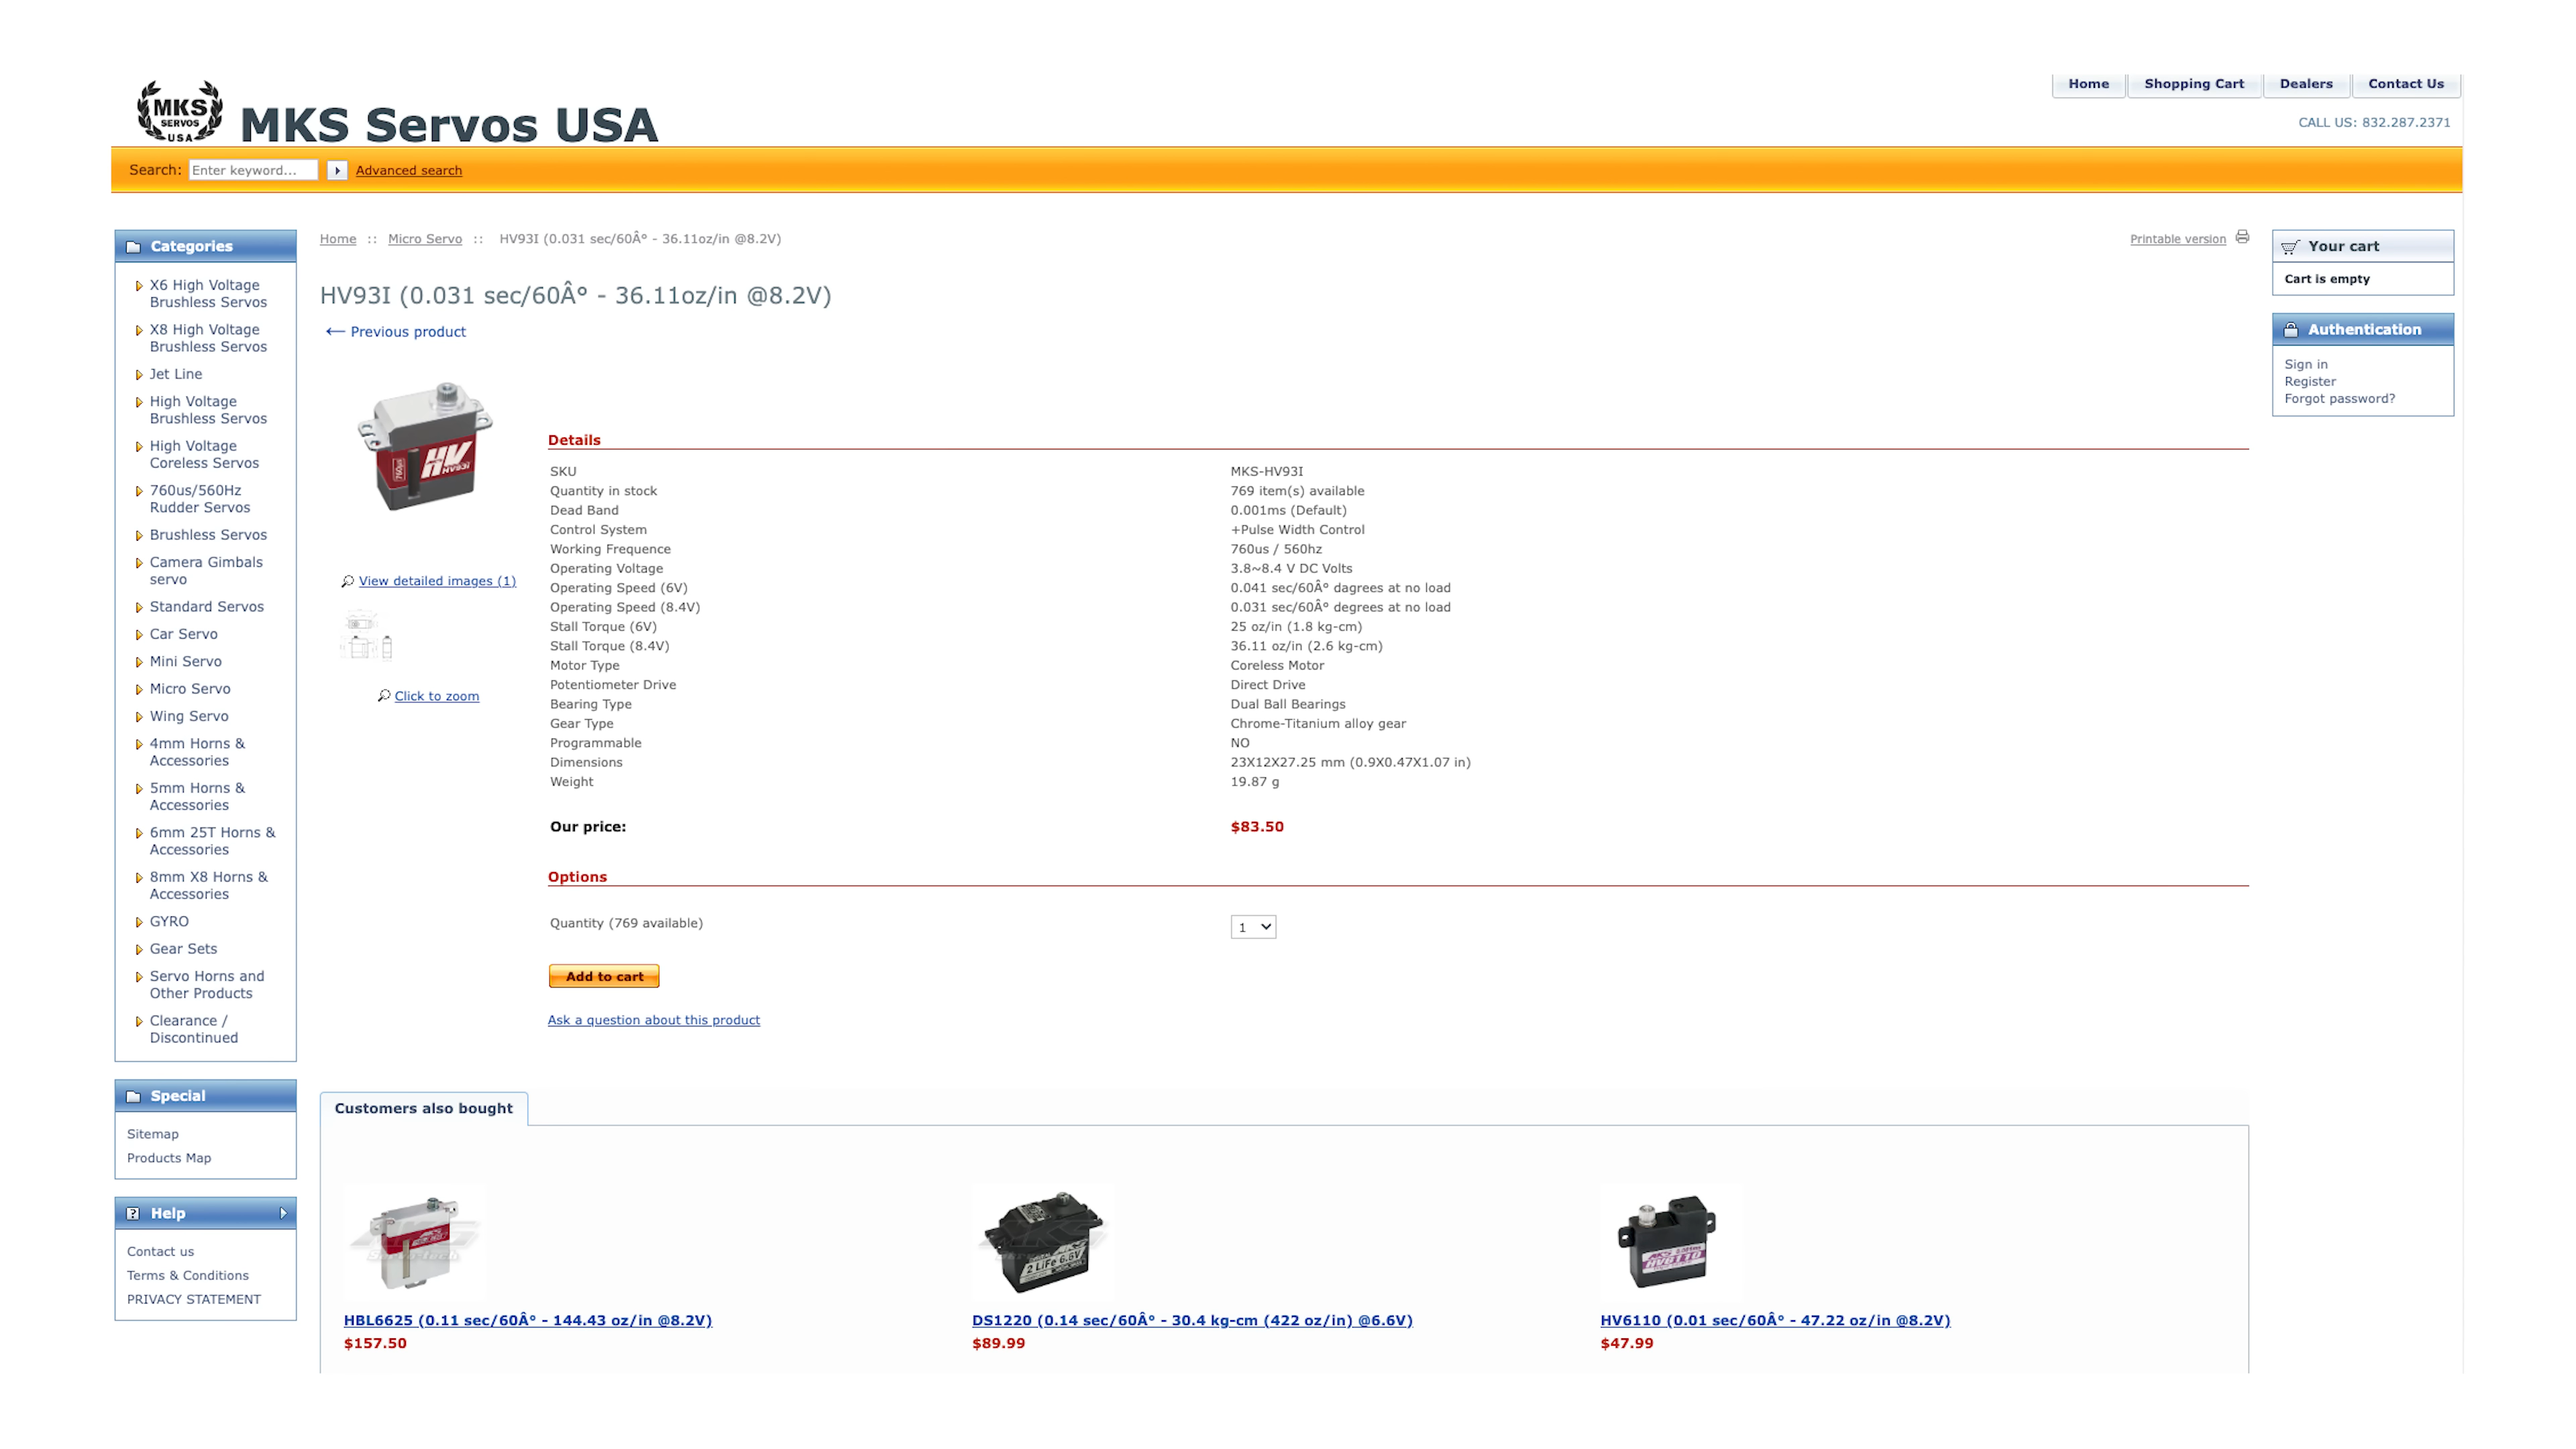 MKS
SERVOS
USA
MKS Servos USA
Home
Shopping Cart
Dealers
Contact Us
CALL US: 832.287.2371
Search: Enter keyword...
Advanced search
Categories
X6 High Voltage
Brushless Servos
X8 High Voltage
Brushless Servos
Jet Line
High Voltage
Brushless Servos
High Voltage
Coreless Servos
760us/560Hz
Rudder Servos
Brushless Servos
Camera Gimbals
servo
Standard Servos
Car Servo
Mini Servo
Micro Servo
Wing Servo
4mm Horns &
Accessories
5mm Horns &
Accessories
6mm 25T Horns &
Accessories
8mm X8 Horns &
Accessories
GYRO
Gear Sets
Servo Horns and
Other Products
Clearance /
Discontinued
Special
Sitemap
Products Map
Help
Contact us
Terms & Conditions
PRIVACY STATEMENT
Home :: Micro Servo :: HV93I (0.031 sec/60Â° - 36.11oz/in @8.2V)
Printable version
HV93I (0.031 sec/60Â° - 36.11oz/in @8.2V)
← Previous product
760μs HV HV93i
View detailed images (1)
Click to zoom
Details
SKU MKS-HV93I
Quantity in stock 769 item(s) available
Dead Band 0.001ms (Default)
Control System +Pulse Width Control
Working Frequence 760us / 560hz
Operating Voltage 3.8~8.4 V DC Volts
Operating Speed (6V) 0.041 sec/60Â° dagrees at no load
Operating Speed (8.4V) 0.031 sec/60Â° degrees at no load
Stall Torque (6V) 25 oz/in (1.8 kg-cm)
Stall Torque (8.4V) 36.11 oz/in (2.6 kg-cm)
Motor Type Coreless Motor
Potentiometer Drive Direct Drive
Bearing Type Dual Ball Bearings
Gear Type Chrome-Titanium alloy gear
Programmable NO
Dimensions 23X12X27.25 mm (0.9X0.47X1.07 in)
Weight 19.87 g
Our price: $83.50
Options
Quantity (769 available) 1
Add to cart
Ask a question about this product
Your cart
Cart is empty
Authentication
Sign in
Register
Forgot password?
Customers also bought
2 LiFe 6.6V
MKS
HV6110
HBL6625 (0.11 sec/60Â° - 144.43 oz/in @8.2V)
$157.50
DS1220 (0.14 sec/60Â° - 30.4 kg-cm (422 oz/in) @6.6V)
$89.99
HV6110 (0.01 sec/60Â° - 47.22 oz/in @8.2V)
$47.99